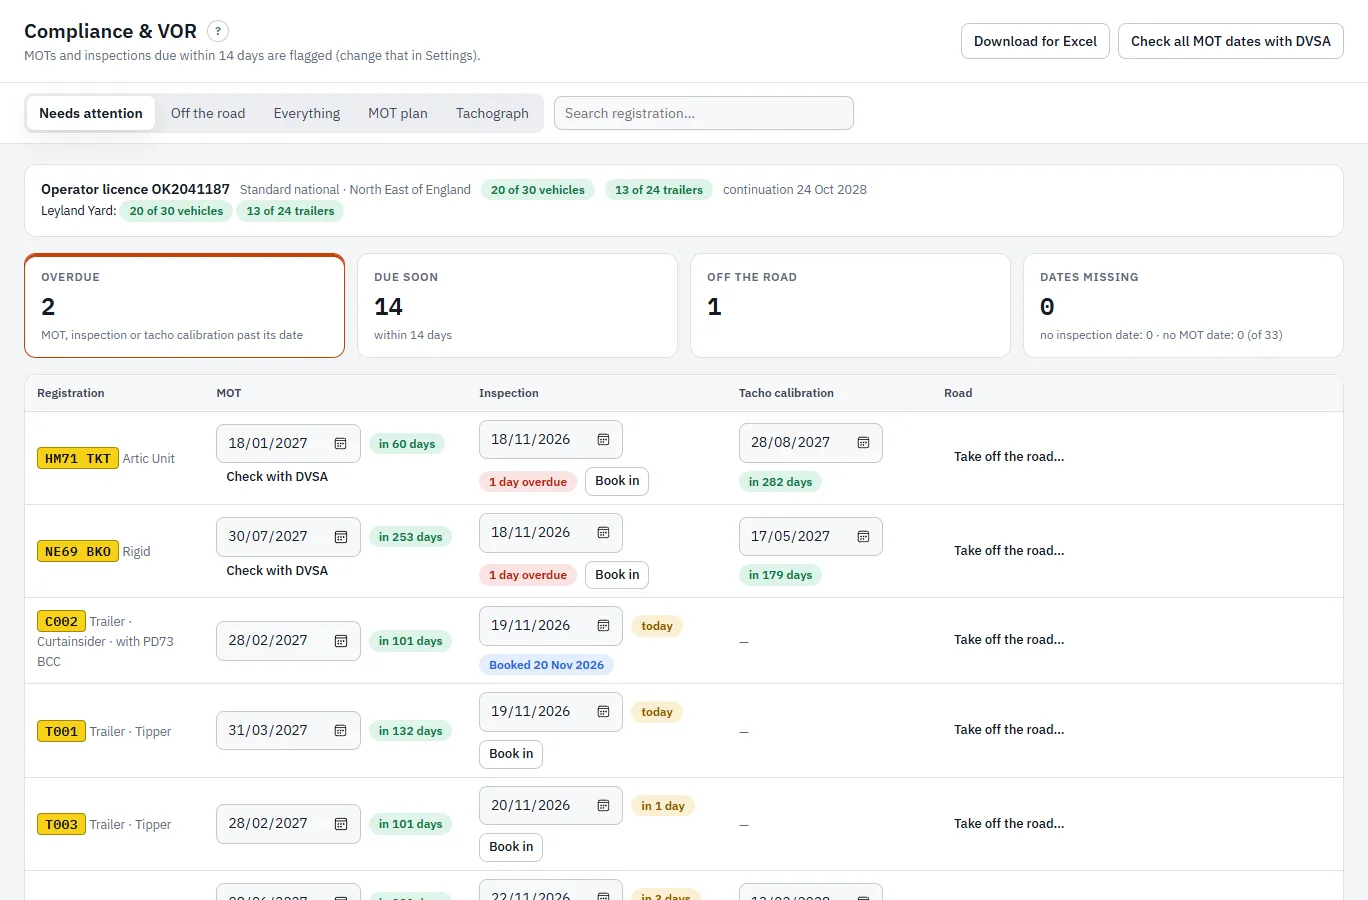 Compliance & VOR ?
MOTs and inspections due within 14 days are flagged (change that in Settings).
Download for Excel
Check all MOT dates with DVSA
Needs attention
Off the road
Everything
MOT plan
Tachograph
Search registration...
Operator licence OK2041187 Standard national · North East of England 20 of 30 vehicles 13 of 24 trailers continuation 24 Oct 2028
Leyland Yard: 20 of 30 vehicles 13 of 24 trailers
OVERDUE
2
MOT, inspection or tacho calibration past its date
DUE SOON
14
within 14 days
OFF THE ROAD
1
DATES MISSING
0
no inspection date: 0 · no MOT date: 0 (of 33)
Registration MOT Inspection Tacho calibration Road
HM71 TKT Artic Unit
18/01/2027 in 60 days
Check with DVSA
18/11/2026
1 day overdue Book in
28/08/2027
in 282 days
Take off the road...
NE69 BKO Rigid
30/07/2027 in 253 days
Check with DVSA
18/11/2026
1 day overdue Book in
17/05/2027
in 179 days
Take off the road...
C002 Trailer ·
Curtainsider · with PD73
BCC
28/02/2027 in 101 days
19/11/2026 today
Booked 20 Nov 2026
—
Take off the road...
T001 Trailer · Tipper
31/03/2027 in 132 days
19/11/2026 today
Book in
—
Take off the road...
T003 Trailer · Tipper
28/02/2027 in 101 days
20/11/2026 in 1 day
Book in
—
Take off the road...
22/11/2026 in 3 days